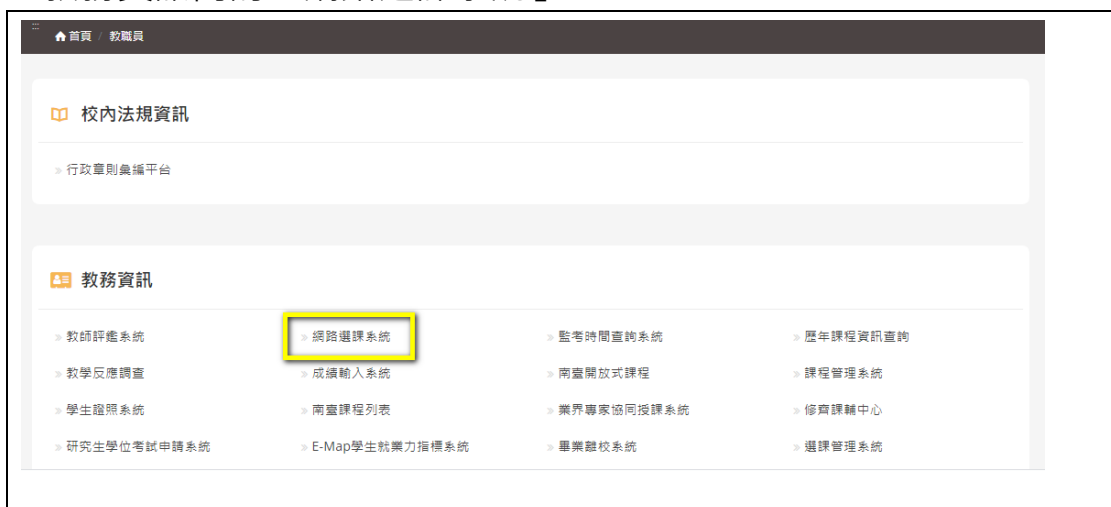 首頁 / 教職員
校內法規資訊
» 行政章則彙編平台
教務資訊
» 教師評鑑系統 » 網路選課系統 » 監考時間查詢系統 » 歷年課程資訊查詢
» 教學反應調查 » 成績輸入系統 » 南臺開放式課程 » 課程管理系統
» 學生證照系統 » 南臺課程列表 » 業界專家協同授課系統 » 修齊課輔中心
» 研究生學位考試申請系統 » E-Map學生就業力指標系統 » 畢業離校系統 » 選課管理系統